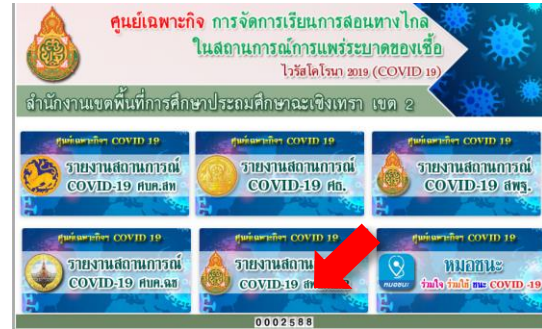 ศูนย์เฉพาะกิจ การจัดการเรียนการสอนทางไกล
ในสถานการณ์การแพร่ระบาดของเชื้อ
ไวรัสโคโรนา 2019 (COVID 19)
สำนักงานเขตพื้นที่การศึกษาประถมศึกษาฉะเชิงเทรา เขต 2
ศูนย์เฉพาะกิจฯ COVID 19
รายงานสถานการณ์
COVID-19 ศบค.สห
ศูนย์เฉพาะกิจฯ COVID 19
รายงานสถานการณ์
COVID-19 ศธ.
ศูนย์เฉพาะกิจฯ COVID 19
รายงานสถานการณ์
COVID-19 สพฐ.
ศูนย์เฉพาะกิจฯ COVID 19
รายงานสถานการณ์
COVID-19 ศบค.ฉช
ศูนย์เฉพาะกิจฯ COVID 19
COVID-19
ศูนย์เฉพาะกิจฯ COVID 19
หมอชนะ
หมอชนะ
ร่วมใจ ร่วมใช้ ชนะ COVID -19
0002588